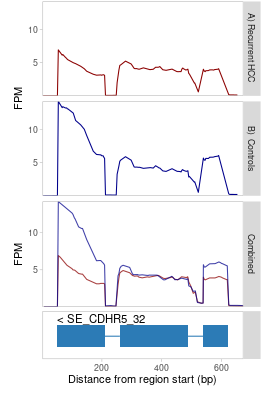 10
5
A) Recurrent HCC
FPM
10
5
B) Controls
10
5
FPM
Combined
< SE_CDHR5_32
200
400
600
Distance from region start (bp)